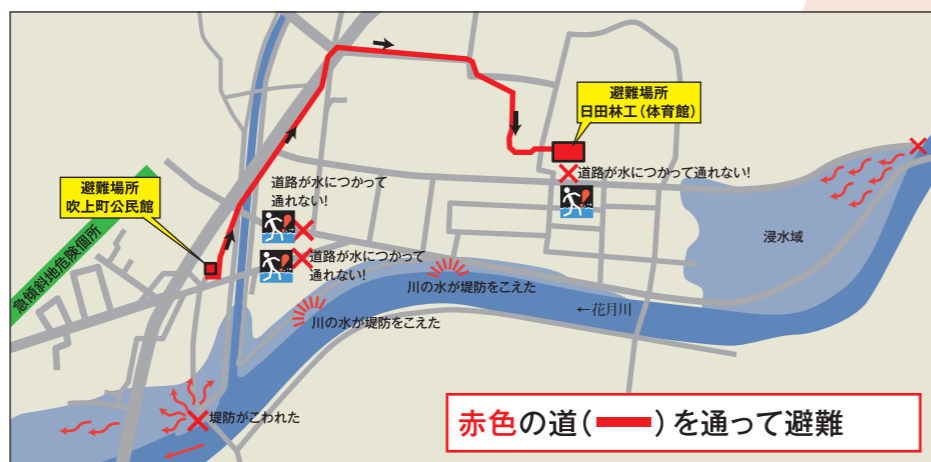 避難場所
日田林工(体育館)
道路が水につかって
通れない!
道路が水につかって通れない!
避難場所
吹上町公民館
急傾斜地危険個所
道路が水につかって
通れない!
浸水域
川の水が堤防をこえた
←花月川
川の水が堤防をこえた
堤防がこわれた
赤色の道( )を通って避難